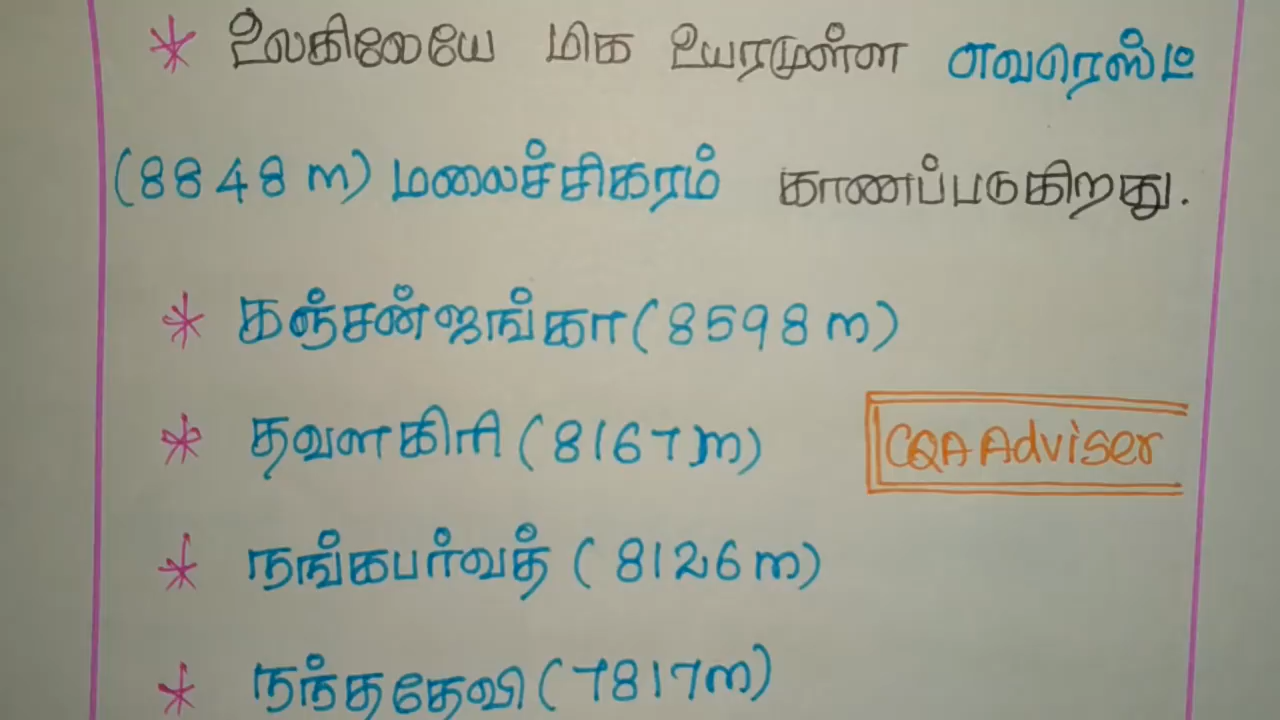 * உலகிலேயே மிக உயரமுள்ள எவரெஸ்ட்
(8848 m) மலைச்சிகரம் காணப்படுகிறது.
* கஞ்சன்ஜங்கா (8598 m)
* தவளகிரி (8167 m)
CQA Adviser
* நங்கபர்வத் (8126 m)
* நந்ததேவி (7817 m)